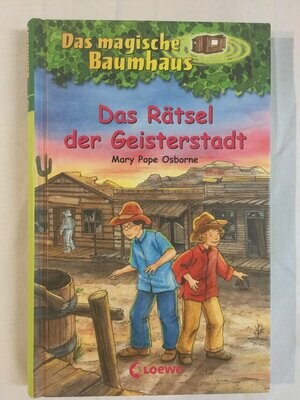 Das magische
Baumhaus
Das Rätsel
der Geisterstadt
Mary Pope Osborne
LOEWE